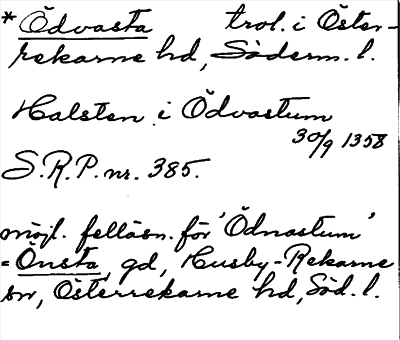 * Ödvasta trol. i Öster-
rekarne hd, Söderm. l.
Halsten i Ödvastum
30/9 1358
S.R.P. nr. 385.
möjl. felläsn. för 'Ödnastum'
= Önsta, gd, Husby-Rekarne
sn, Österrekarne hd, Söd. l.